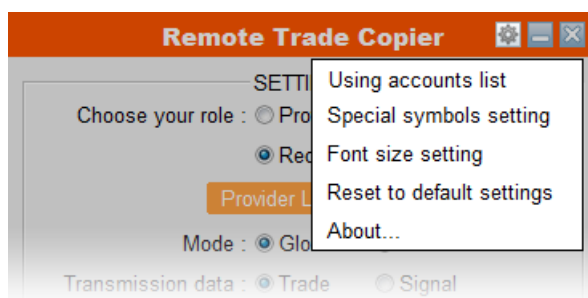 Remote Trade Copier
SETTI
Using accounts list
Choose your role : Pro
Special symbols setting
Rec
Font size setting
Provider L
Reset to default settings
Mode : Glo
About...
Transmission data : Trade Signal